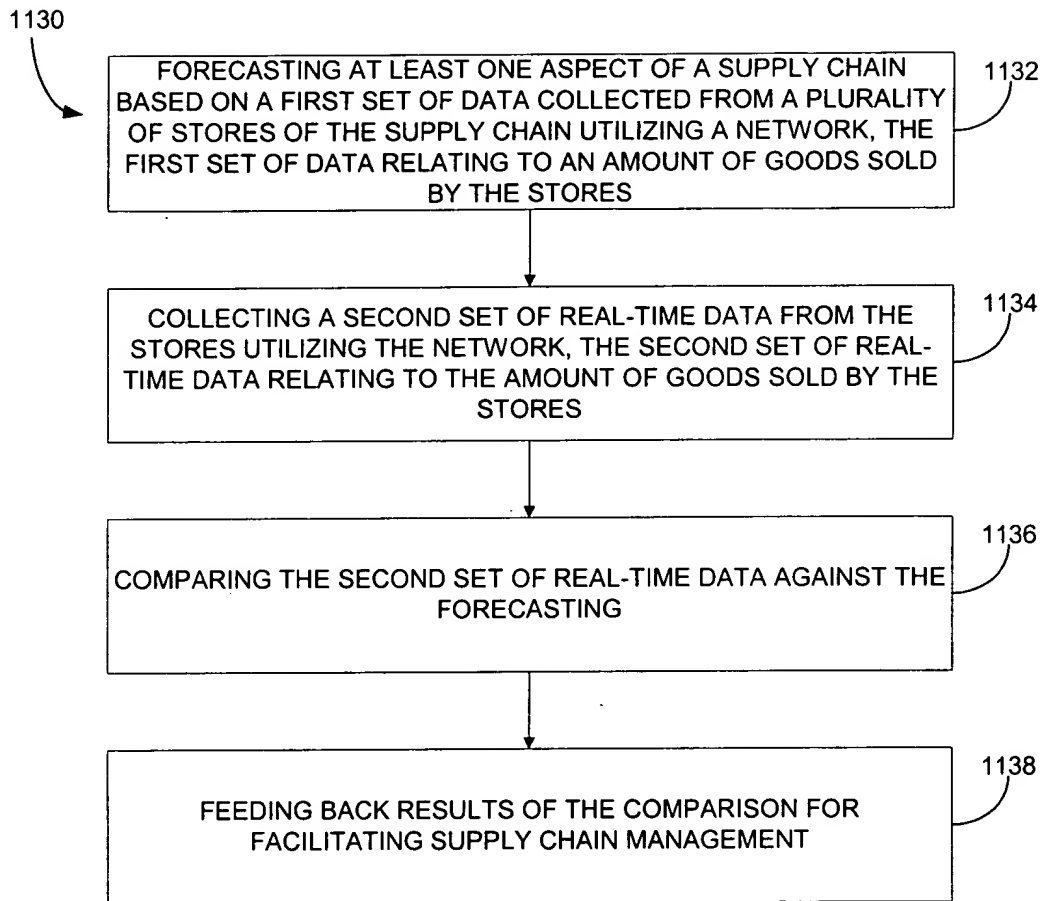 1130
FORECASTING AT LEAST ONE ASPECT OF A SUPPLY CHAIN
BASED ON A FIRST SET OF DATA COLLECTED FROM A PLURALITY
OF STORES OF THE SUPPLY CHAIN UTILIZING A NETWORK, THE
FIRST SET OF DATA RELATING TO AN AMOUNT OF GOODS SOLD
BY THE STORES
1132
COLLECTING A SECOND SET OF REAL-TIME DATA FROM THE
STORES UTILIZING THE NETWORK, THE SECOND SET OF REAL-
TIME DATA RELATING TO THE AMOUNT OF GOODS SOLD BY THE
STORES
1134
COMPARING THE SECOND SET OF REAL-TIME DATA AGAINST THE
FORECASTING
1136
FEEDING BACK RESULTS OF THE COMPARISON FOR
FACILITATING SUPPLY CHAIN MANAGEMENT
1138